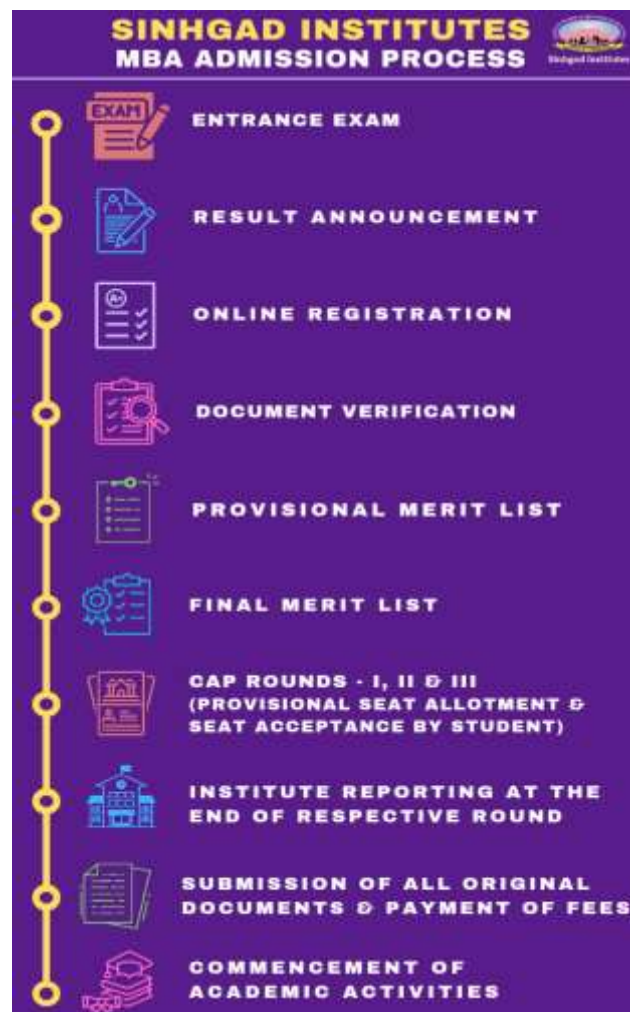 SINHGAD INSTITUTES
MBA ADMISSION PROCESS
Sinhgad Institutes
EXAM
ENTRANCE EXAM
RESULT ANNOUNCEMENT
A+
ONLINE REGISTRATION
DOCUMENT VERIFICATION
PROVISIONAL MERIT LIST
FINAL MERIT LIST
CAP ROUNDS - I, II & III
(PROVISIONAL SEAT ALLOTMENT &
SEAT ACCEPTANCE BY STUDENT)
INSTITUTE REPORTING AT THE
END OF RESPECTIVE ROUND
SUBMISSION OF ALL ORIGINAL
DOCUMENTS & PAYMENT OF FEES
COMMENCEMENT OF
ACADEMIC ACTIVITIES